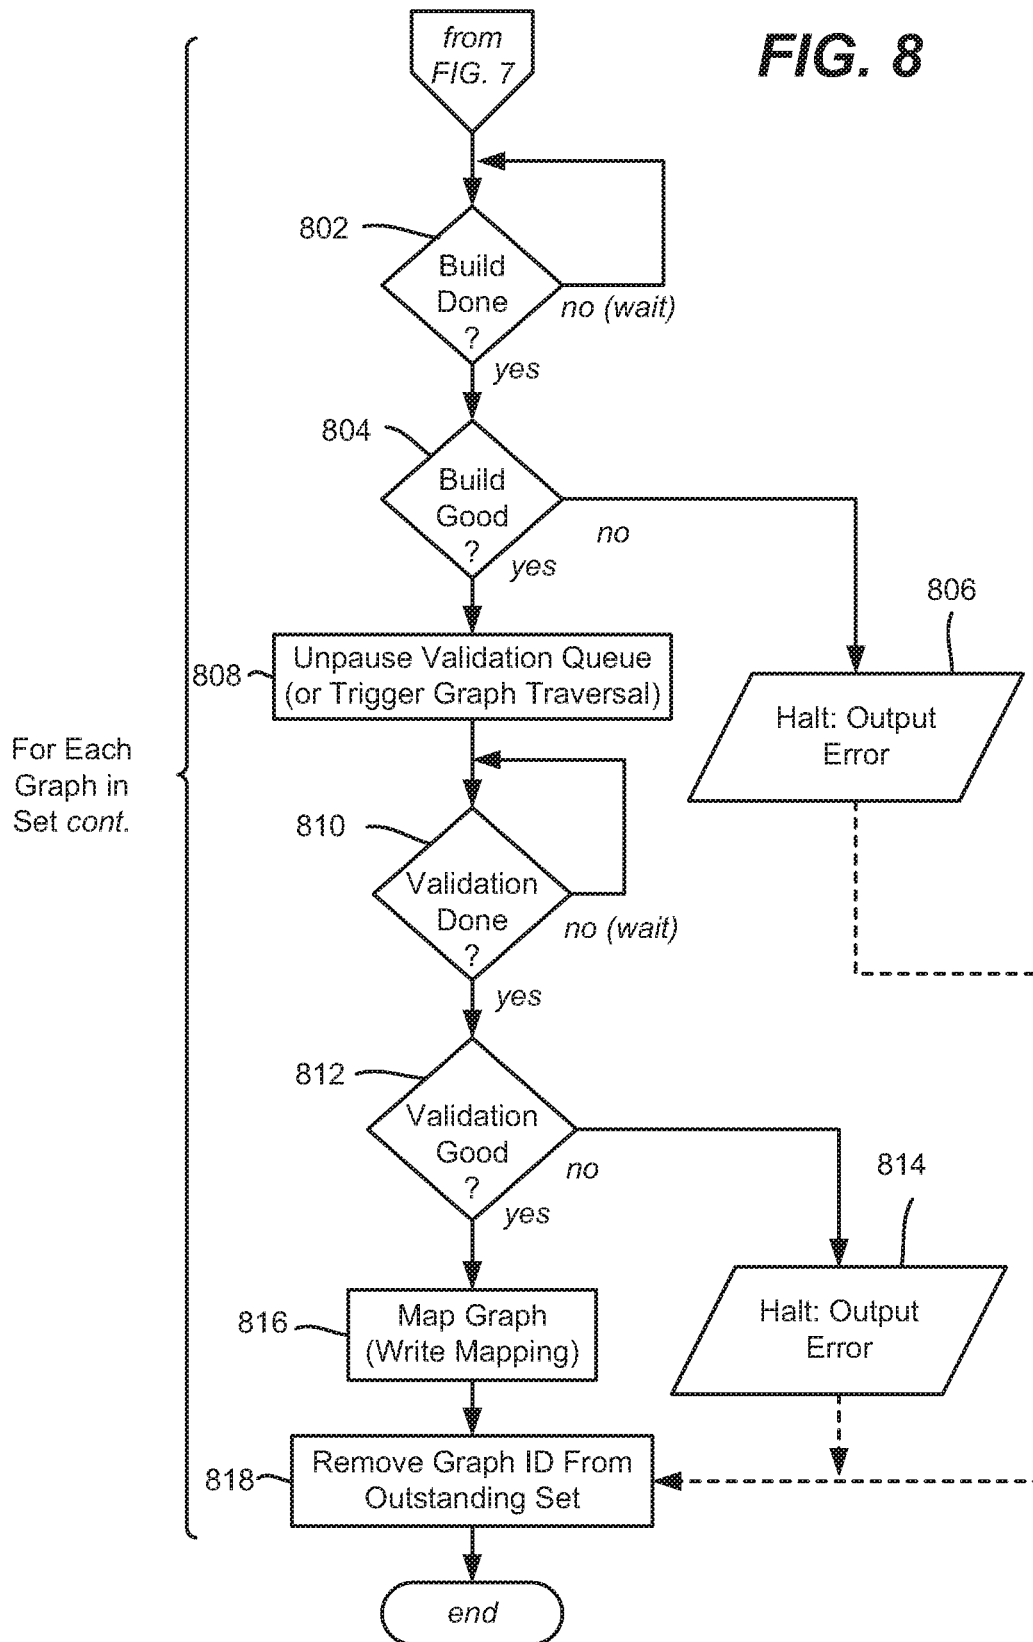 from
FIG. 7
FIG. 8
802
Build
Done
?
no (wait)
yes
804
Build
Good
?
no
yes
806
Halt: Output
Error
808
Unpause Validation Queue
(or Trigger Graph Traversal)
For Each
Graph in
Set cont.
810
Validation
Done
?
no (wait)
yes
812
Validation
Good
?
no
yes
814
Halt: Output
Error
816
Map Graph
(Write Mapping)
818
Remove Graph ID From
Outstanding Set
end